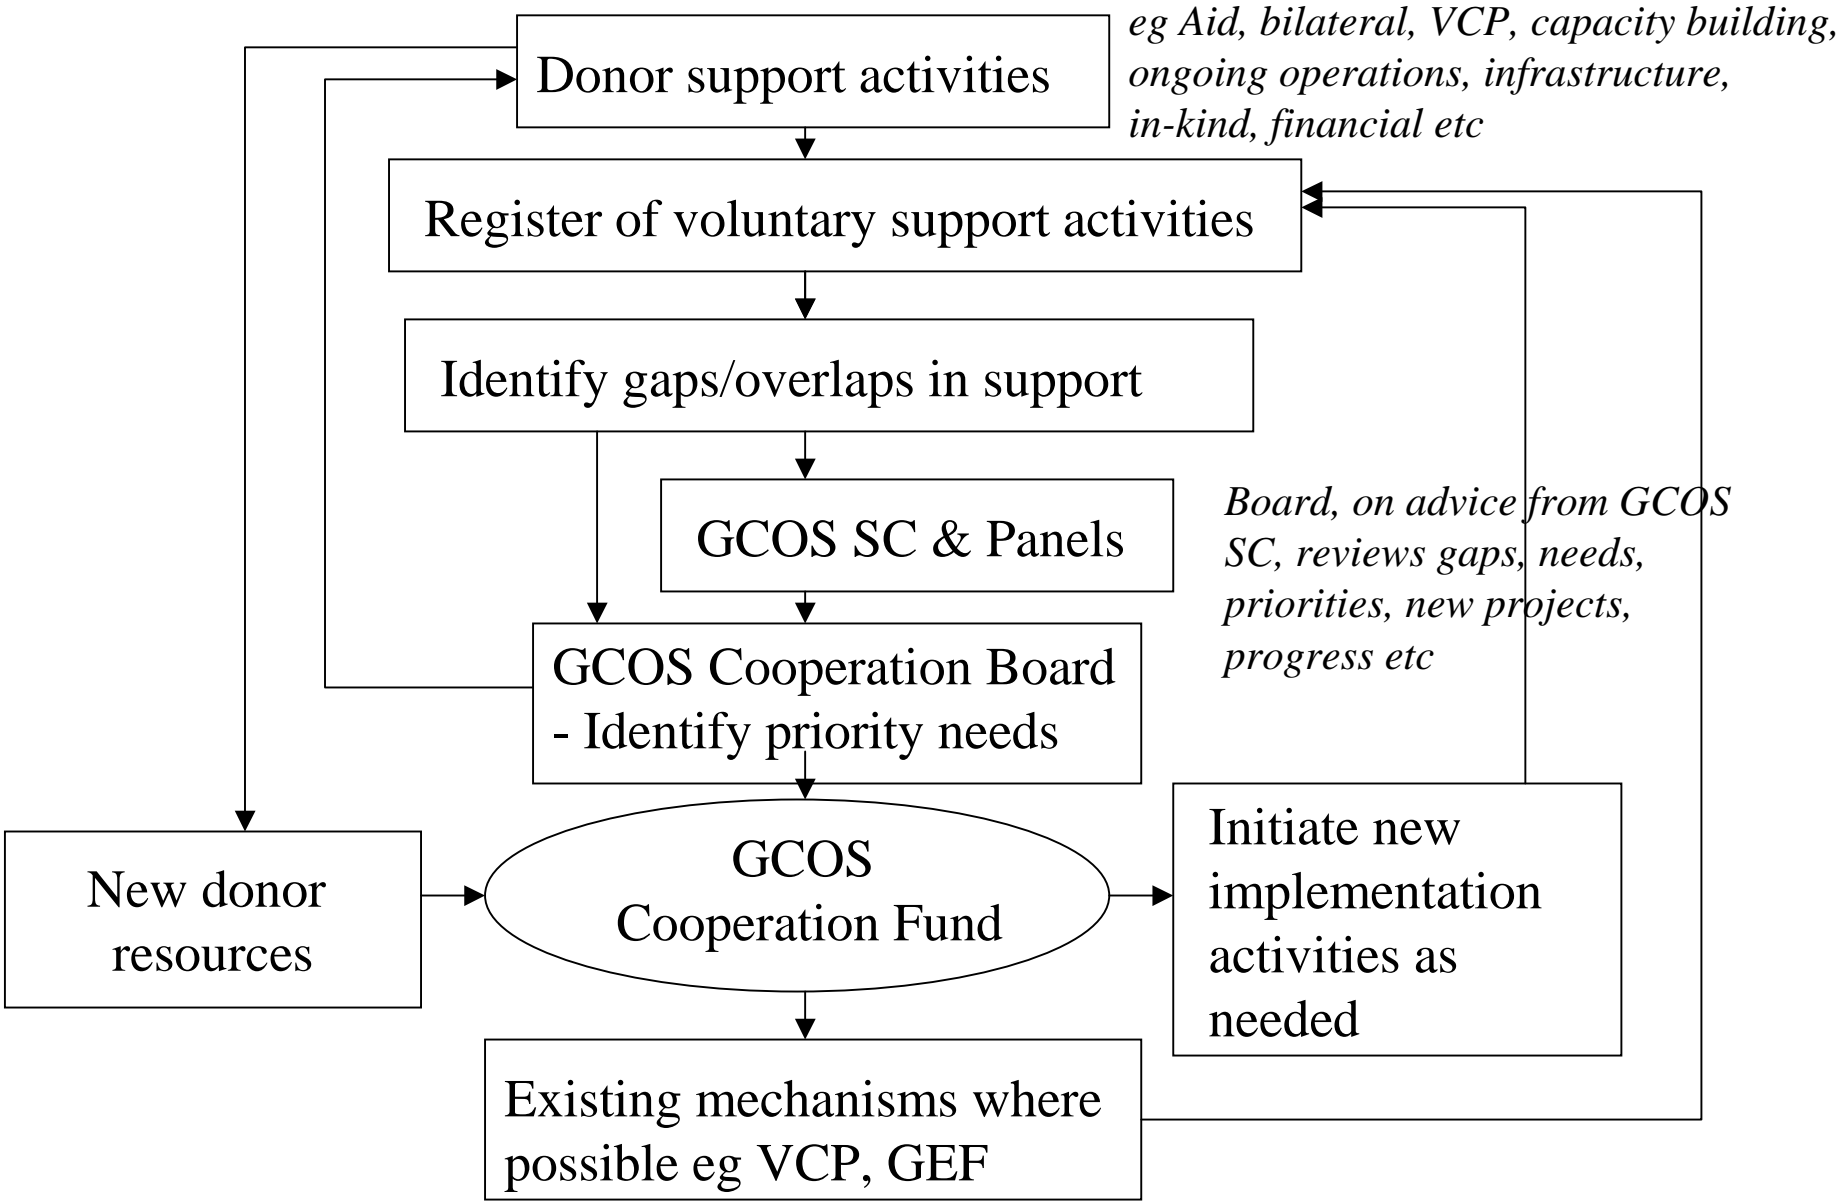 eg Aid, bilateral, VCP, capacity building,
ongoing operations, infrastructure,
in-kind, financial etc
Donor support activities
Register of voluntary support activities
Identify gaps/overlaps in support
GCOS SC & Panels
Board, on advice from GCOS
SC, reviews gaps, needs,
priorities, new projects,
progress etc
GCOS Cooperation Board
- Identify priority needs
New donor
resources
GCOS
Cooperation Fund
Initiate new
implementation
activities as
needed
Existing mechanisms where
possible eg VCP, GEF